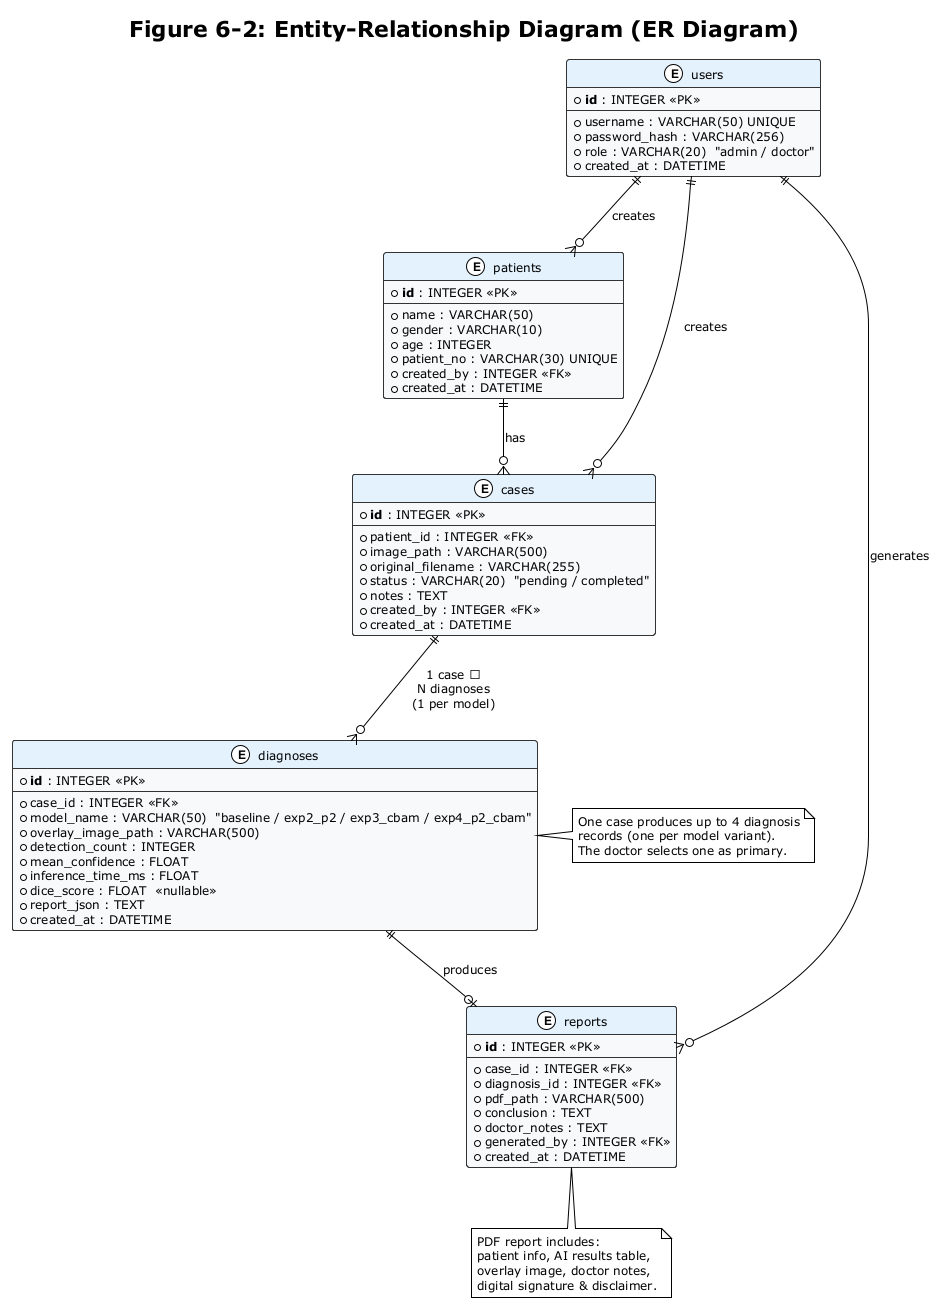 Figure 6-2: Entity-Relationship Diagram (ER Diagram)
E users
id : INTEGER «PK»
username : VARCHAR(50) UNIQUE
password_hash : VARCHAR(256)
role : VARCHAR(20) "admin / doctor"
created_at : DATETIME
creates
E patients
id : INTEGER «PK»
name : VARCHAR(50)
gender : VARCHAR(10)
age : INTEGER
patient_no : VARCHAR(30) UNIQUE
created_by : INTEGER «FK»
created_at : DATETIME
creates
has
E cases
id : INTEGER «PK»
patient_id : INTEGER «FK»
image_path : VARCHAR(500)
original_filename : VARCHAR(255)
status : VARCHAR(20) "pending / completed"
notes : TEXT
created_by : INTEGER «FK»
created_at : DATETIME
generates
1 case □
N diagnoses
(1 per model)
E diagnoses
id : INTEGER «PK»
case_id : INTEGER «FK»
model_name : VARCHAR(50) "baseline / exp2_p2 / exp3_cbam / exp4_p2_cbam"
overlay_image_path : VARCHAR(500)
detection_count : INTEGER
mean_confidence : FLOAT
inference_time_ms : FLOAT
dice_score : FLOAT «nullable»
report_json : TEXT
created_at : DATETIME
One case produces up to 4 diagnosis
records (one per model variant).
The doctor selects one as primary.
produces
E reports
id : INTEGER «PK»
case_id : INTEGER «FK»
diagnosis_id : INTEGER «FK»
pdf_path : VARCHAR(500)
conclusion : TEXT
doctor_notes : TEXT
generated_by : INTEGER «FK»
created_at : DATETIME
PDF report includes:
patient info, AI results table,
overlay image, doctor notes,
digital signature & disclaimer.